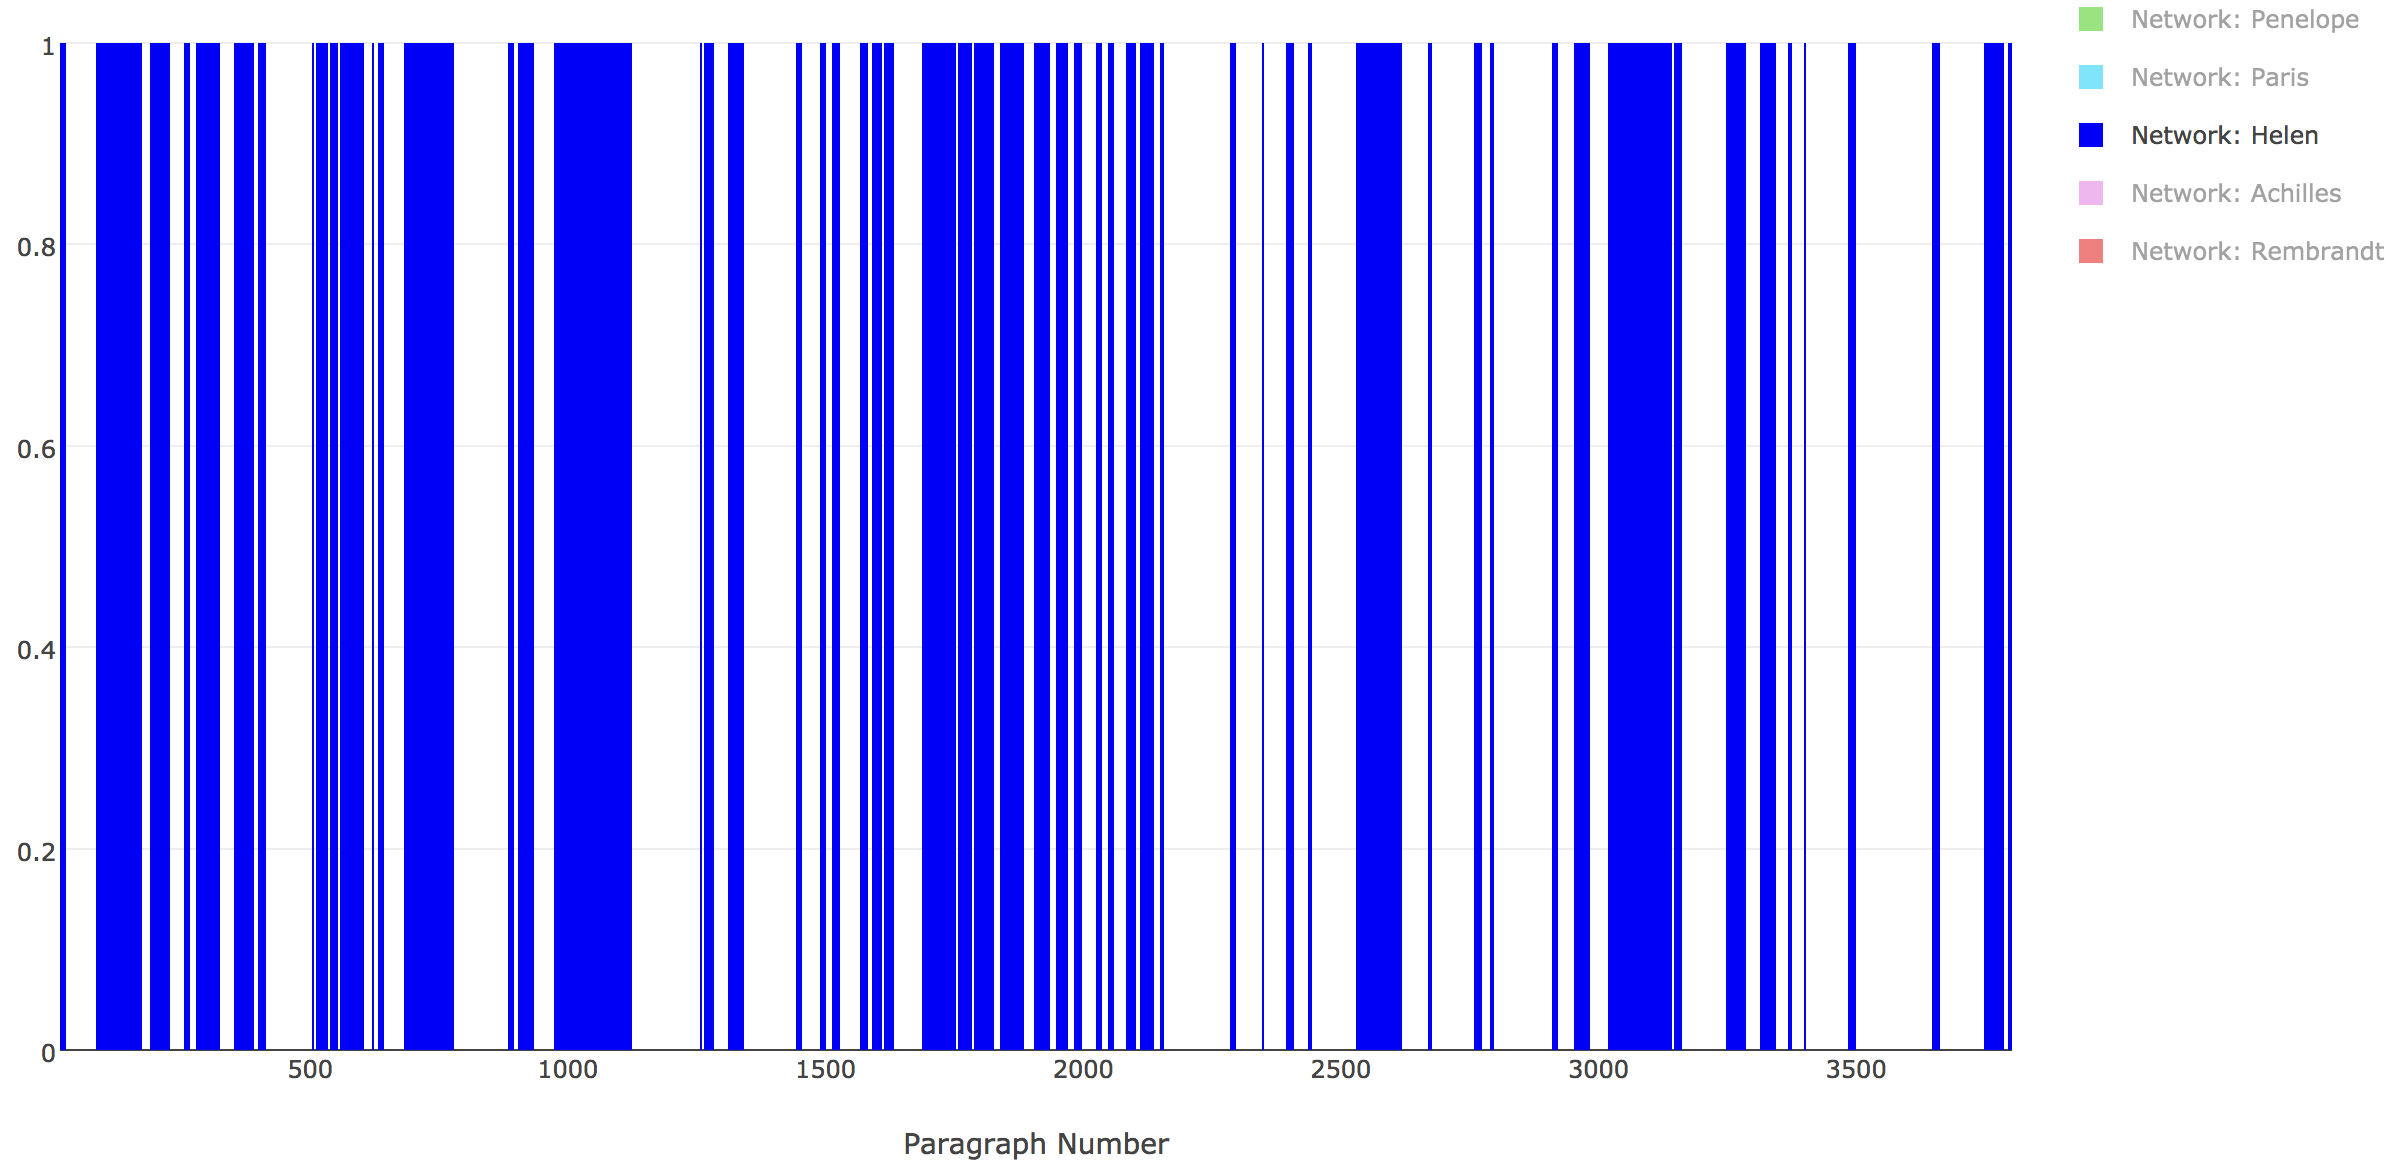 Network: Penelope
Network: Paris
Network: Helen
Network: Achilles
Network: Rembrandt
1
0.8
0.6
0.4
0.2
0
500 1000 1500 2000 2500 3000 3500
Paragraph Number